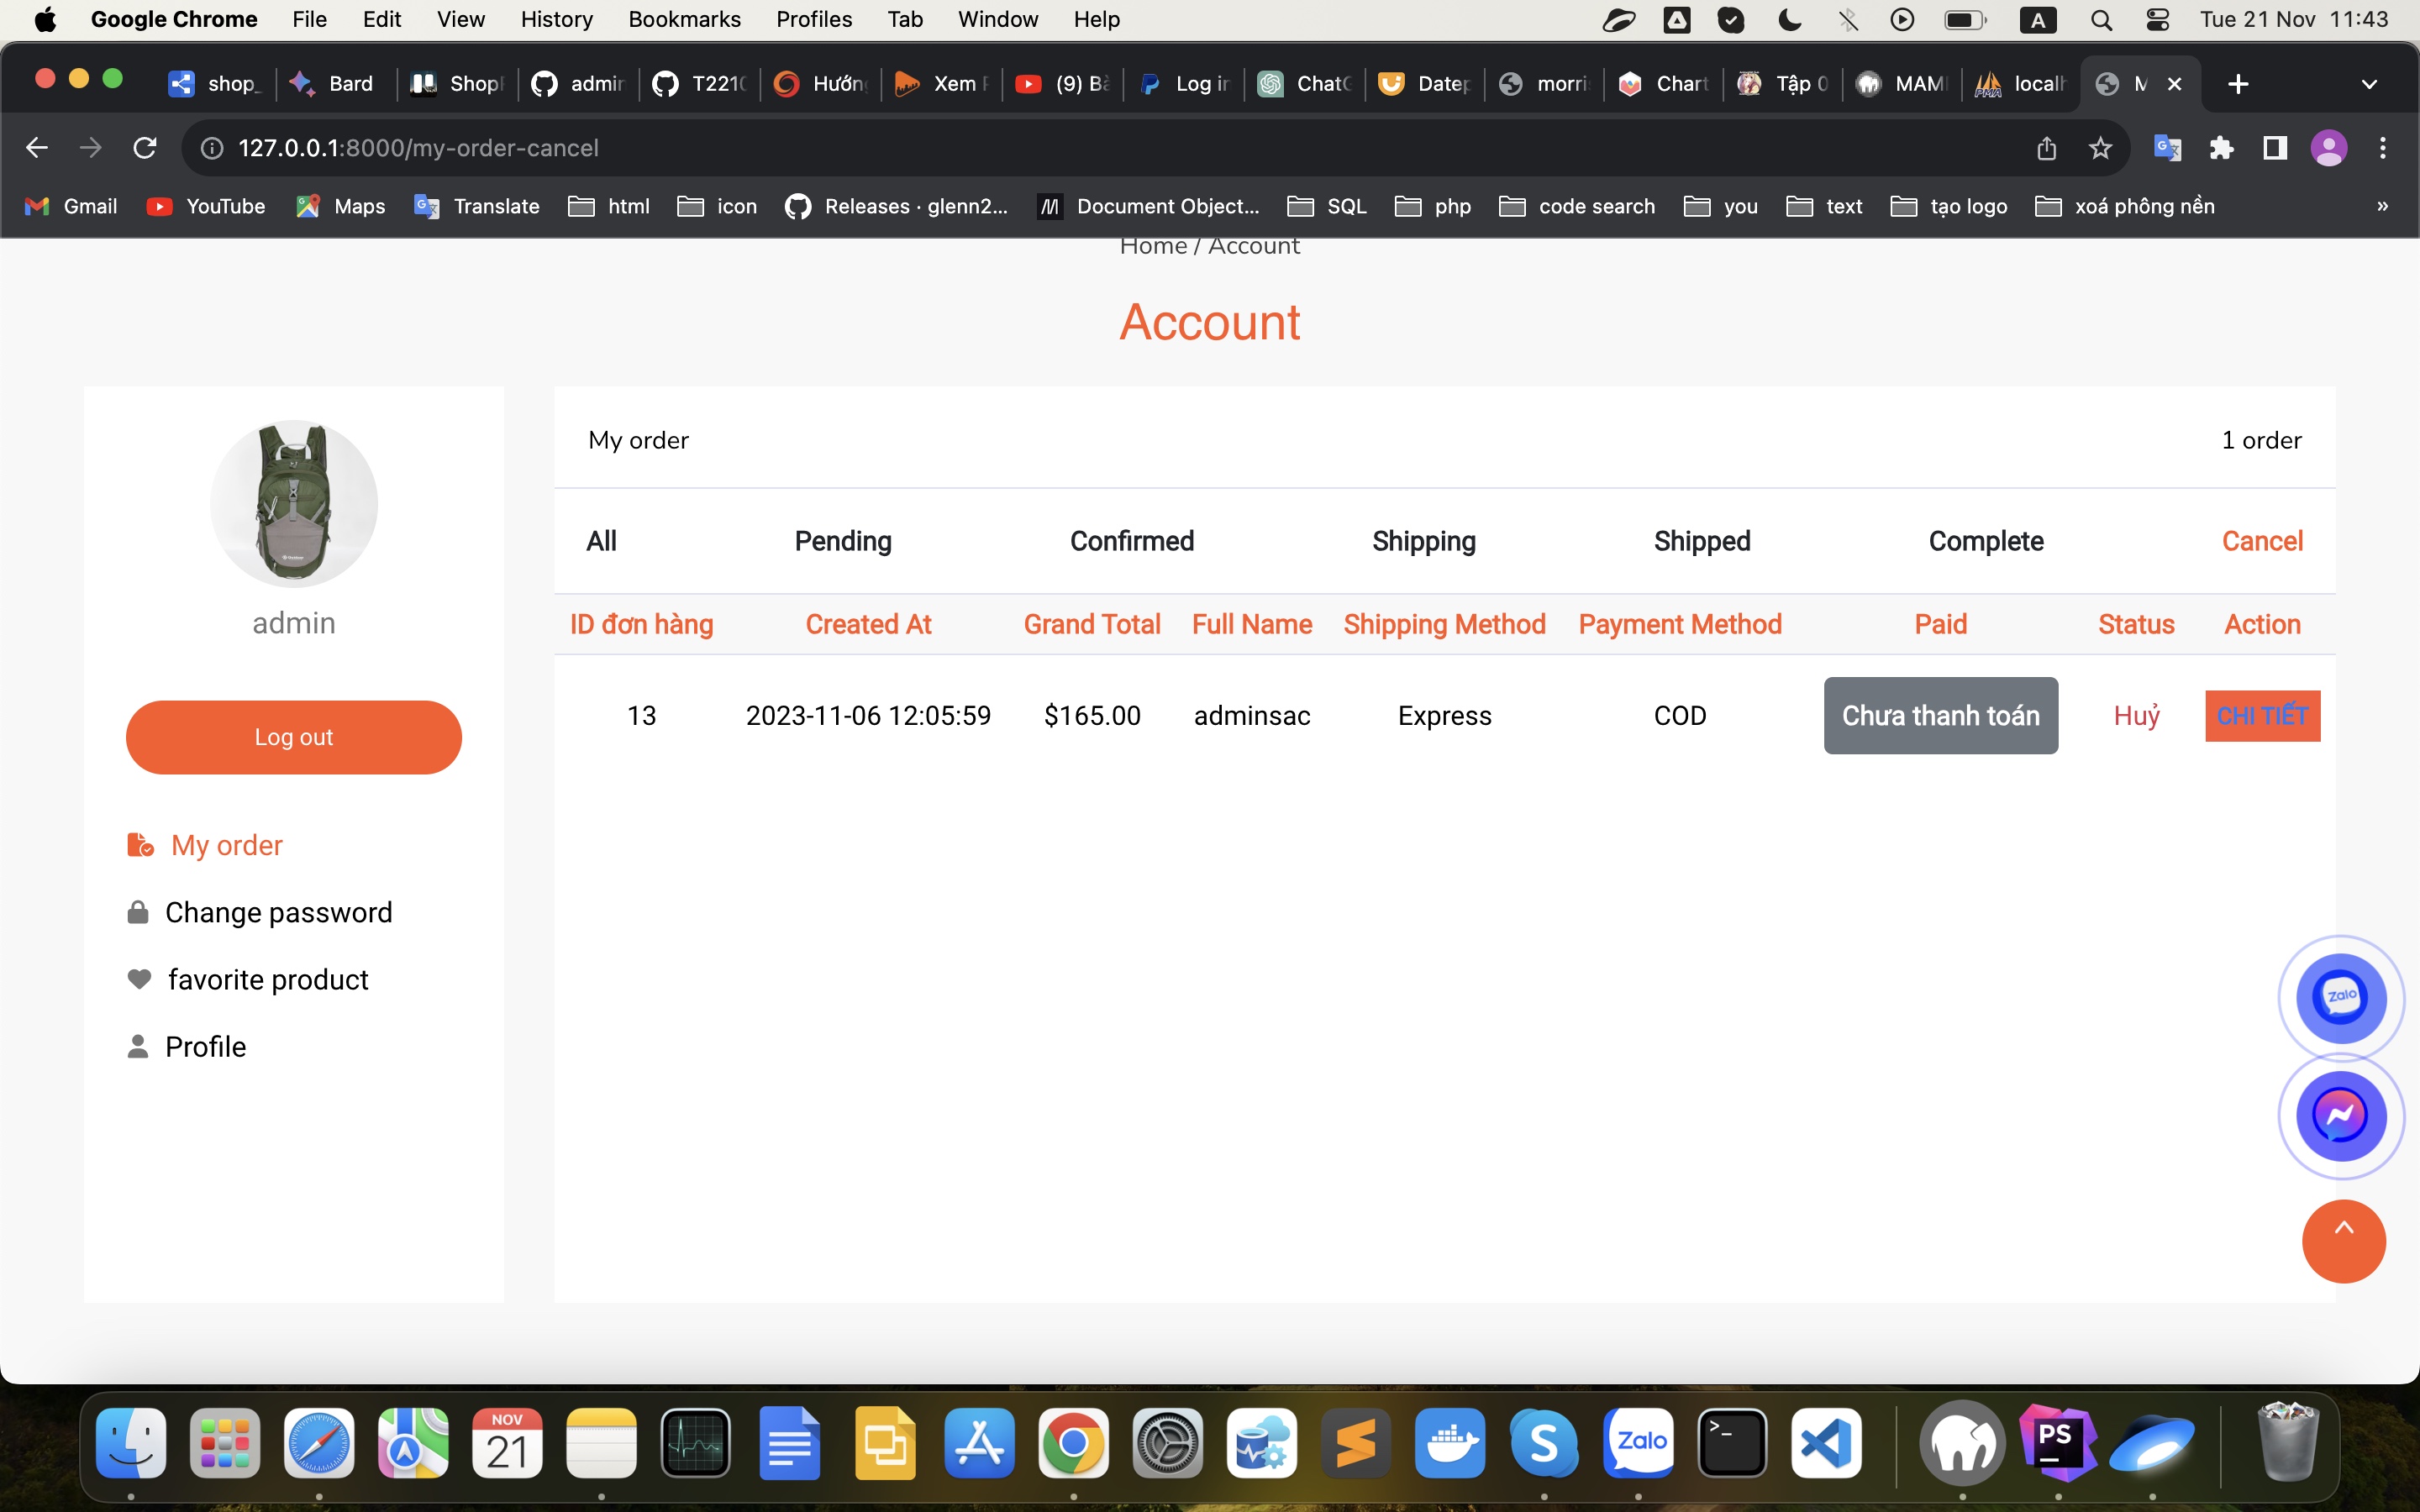 Google Chrome File Edit View History Bookmarks Profiles Tab Window Help A Tue 21 Nov 11:43
shop_ Bard Shop admin T221 Hướn Xem (9) Bà Log in Chat Date morri Chart Tập MAM local M
127.0.0.1:8000/my-order-cancel
Gmail YouTube Maps Translate html icon Releases · glenn2... Document Object... SQL php code search you text tạo logo xoá phông nền »
Home / Account
Account
My order 1 order
All Pending Confirmed Shipping Shipped Complete Cancel
ID đơn hàng Created At Grand Total Full Name Shipping Method Payment Method Paid Status Action
13 2023-11-06 12:05:59 $165.00 adminsac Express COD Chưa thanh toán Huỷ CHI TIẾT
admin
Log out
My order
Change password
favorite product
Profile
Zalo
NOV
21
Zalo
PS